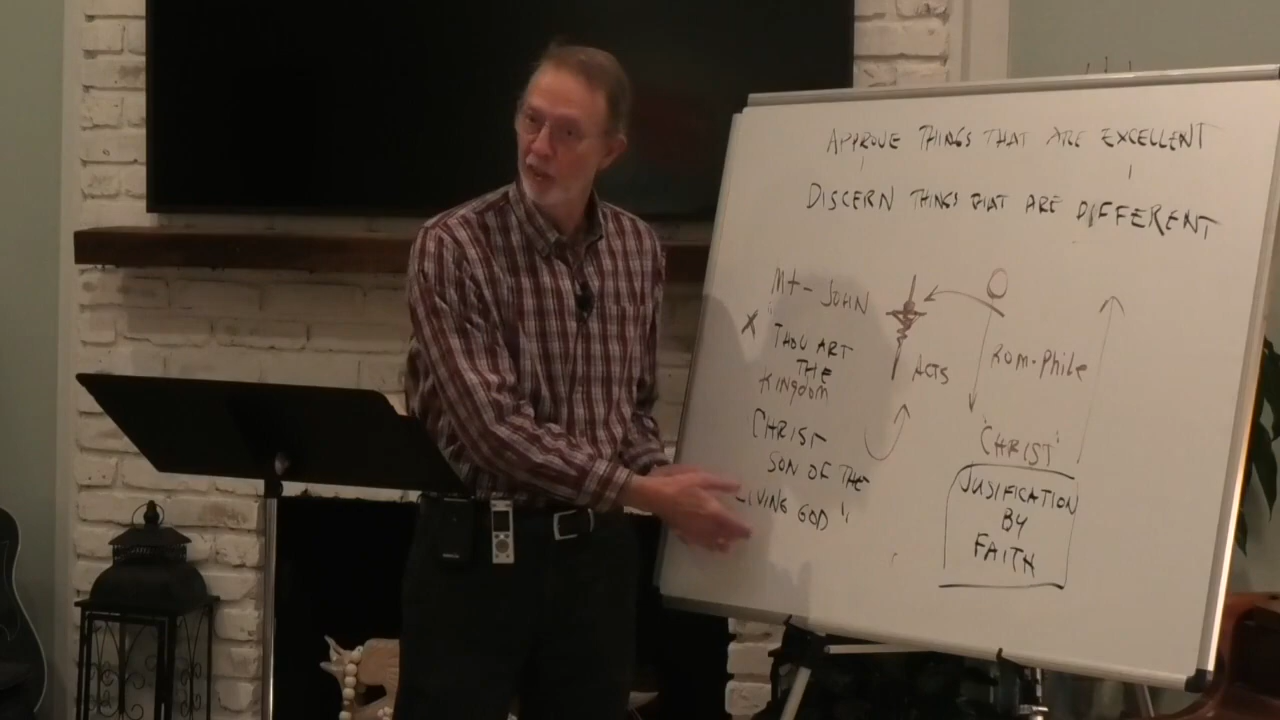 APPROVE THINGS THAT ARE EXCELLENT
DISCERN THINGS THAT ARE DIFFERENT
Mt - JOHN
X "THOU ART
THE
KINGDOM
CHRIST
SON OF THE
LIVING GOD"
ACTS
ROM-Phile
"CHRIST"
JUSIFICATION
BY
FAITH